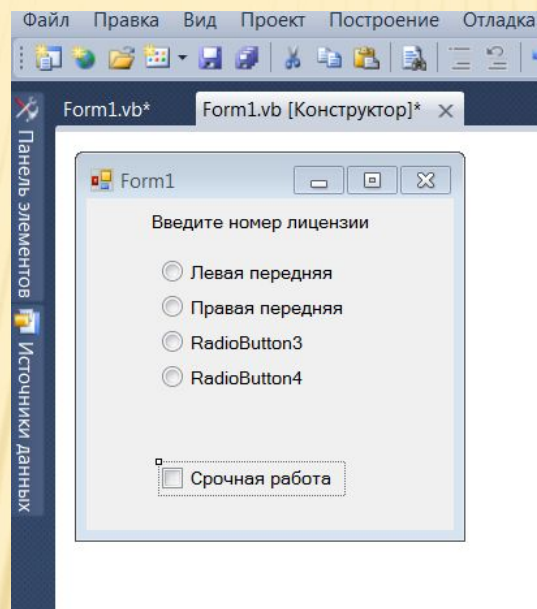 Файл Правка Вид Проект Построение Отладка
Form1.vb* Form1.vb [Конструктор]*
Панель элементов
Источники данных
Form1
Введите номер лицензии
Левая передняя
Правая передняя
RadioButton3
RadioButton4
Срочная работа